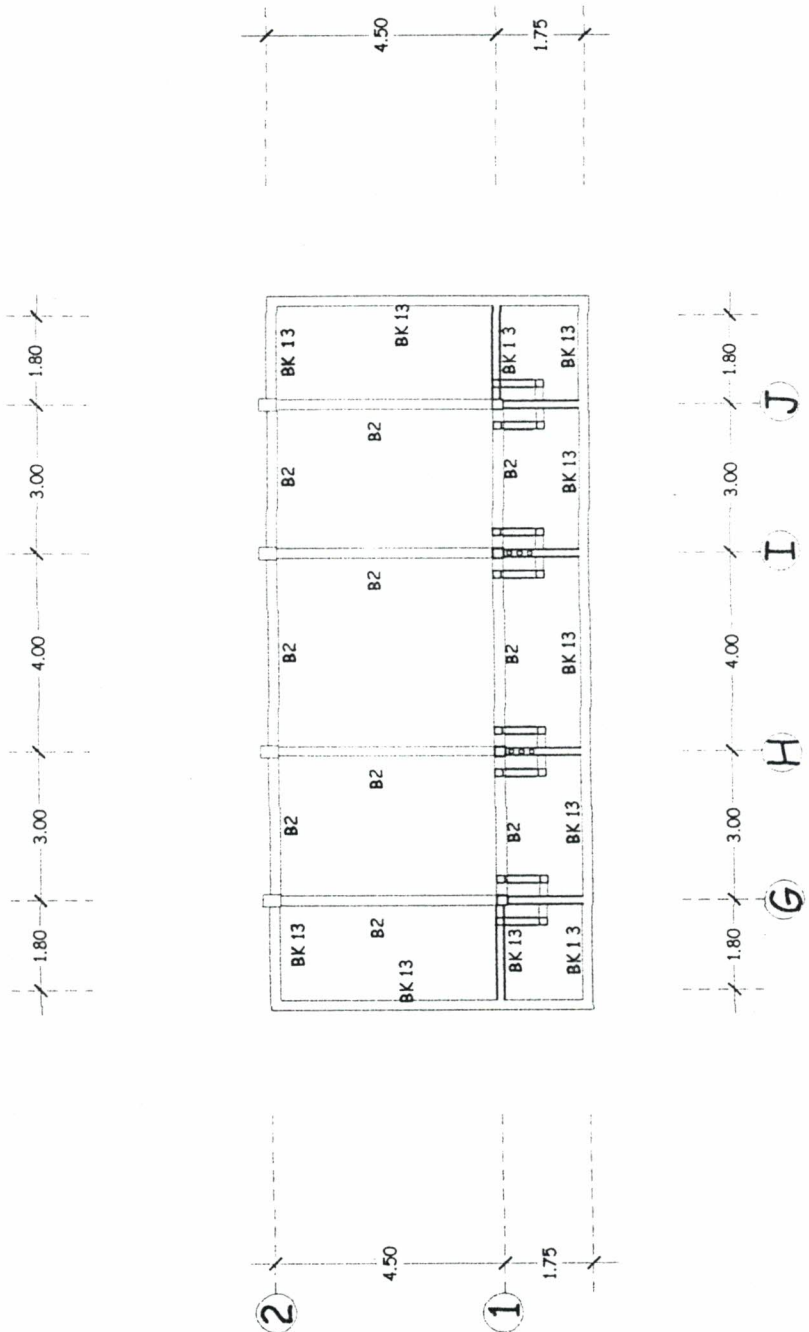 1.80 3.00 4.00 3.00 1.80
2
BK 13 B2 B2 B2 BK 13
4.50 B2 B2 B2 B2 4.50
BK 13 BK 13
1 BK 13 B2 B2 B2 BK 13
1.75 BK 13 BK 13 BK 13 BK 13 BK 13 1.75
1.80 3.00 4.00 3.00 1.80
G H I J